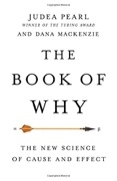 JUDEA PEARL
WINNER OF THE TURING AWARD
AND DANA MACKENZIE
THE
BOOK OF
WHY
THE NEW SCIENCE
OF CAUSE AND EFFECT